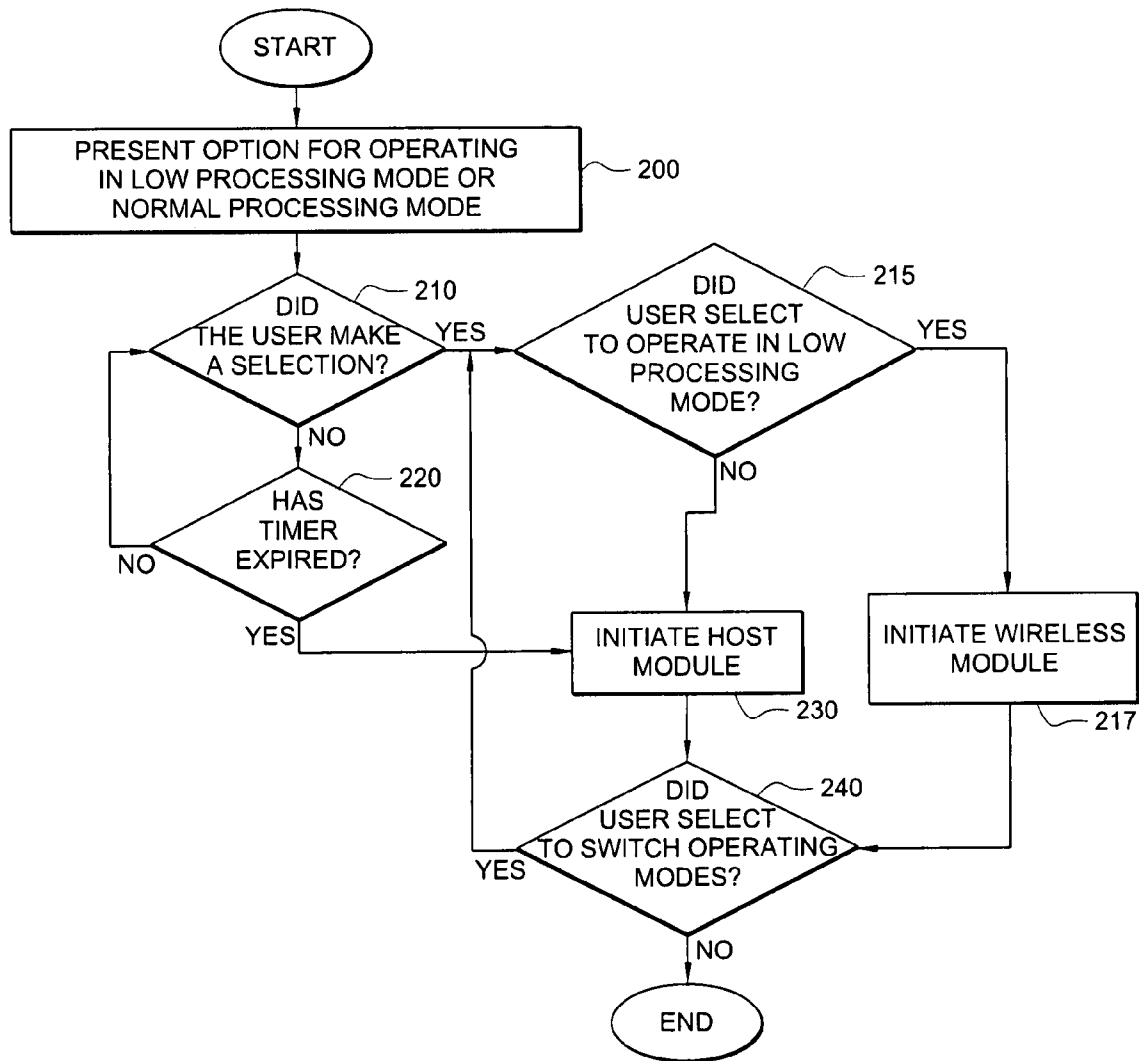 START
PRESENT OPTION FOR OPERATING
IN LOW PROCESSING MODE OR
NORMAL PROCESSING MODE
200
DID
THE USER MAKE
A SELECTION?
210
YES
NO
DID
USER SELECT
TO OPERATE IN LOW
PROCESSING
MODE?
215
YES
NO
HAS
TIMER
EXPIRED?
220
NO
YES
INITIATE HOST
MODULE
230
INITIATE WIRELESS
MODULE
217
DID
USER SELECT
TO SWITCH OPERATING
MODES?
240
YES
NO
END